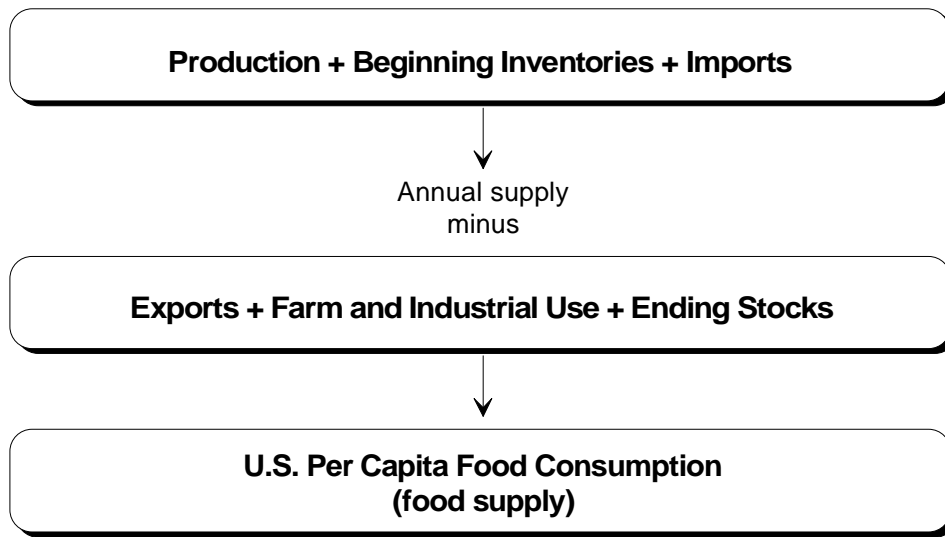 Production + Beginning Inventories + Imports
Annual supply
minus
Exports + Farm and Industrial Use + Ending Stocks
U.S. Per Capita Food Consumption
(food supply)